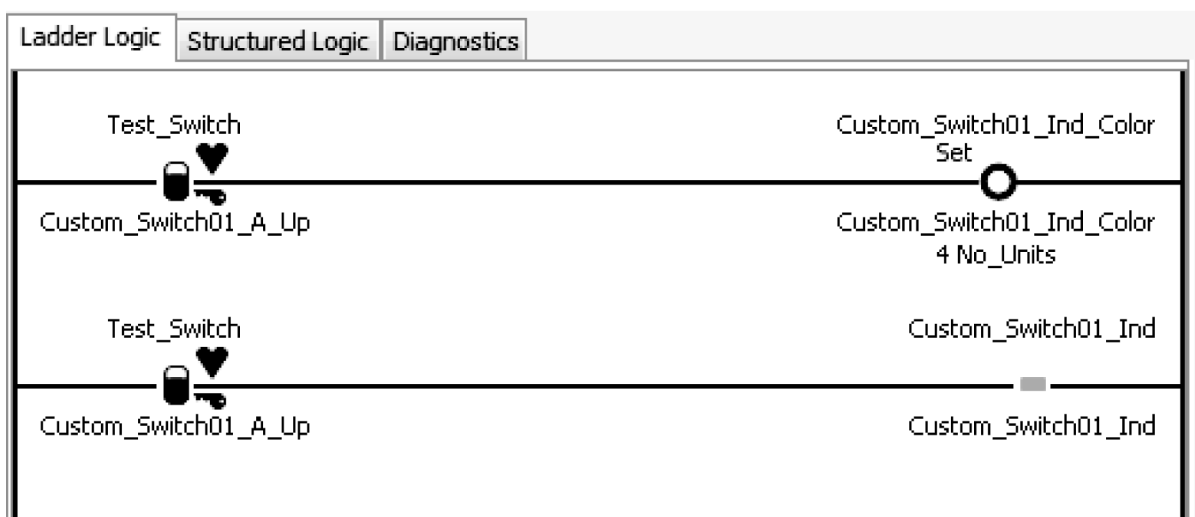 Ladder Logic Structured Logic Diagnostics
Test_Switch Custom_Switch01_Ind_Color
Set
Custom_Switch01_A_Up Custom_Switch01_Ind_Color
4 No_Units
Test_Switch Custom_Switch01_Ind
Custom_Switch01_A_Up Custom_Switch01_Ind